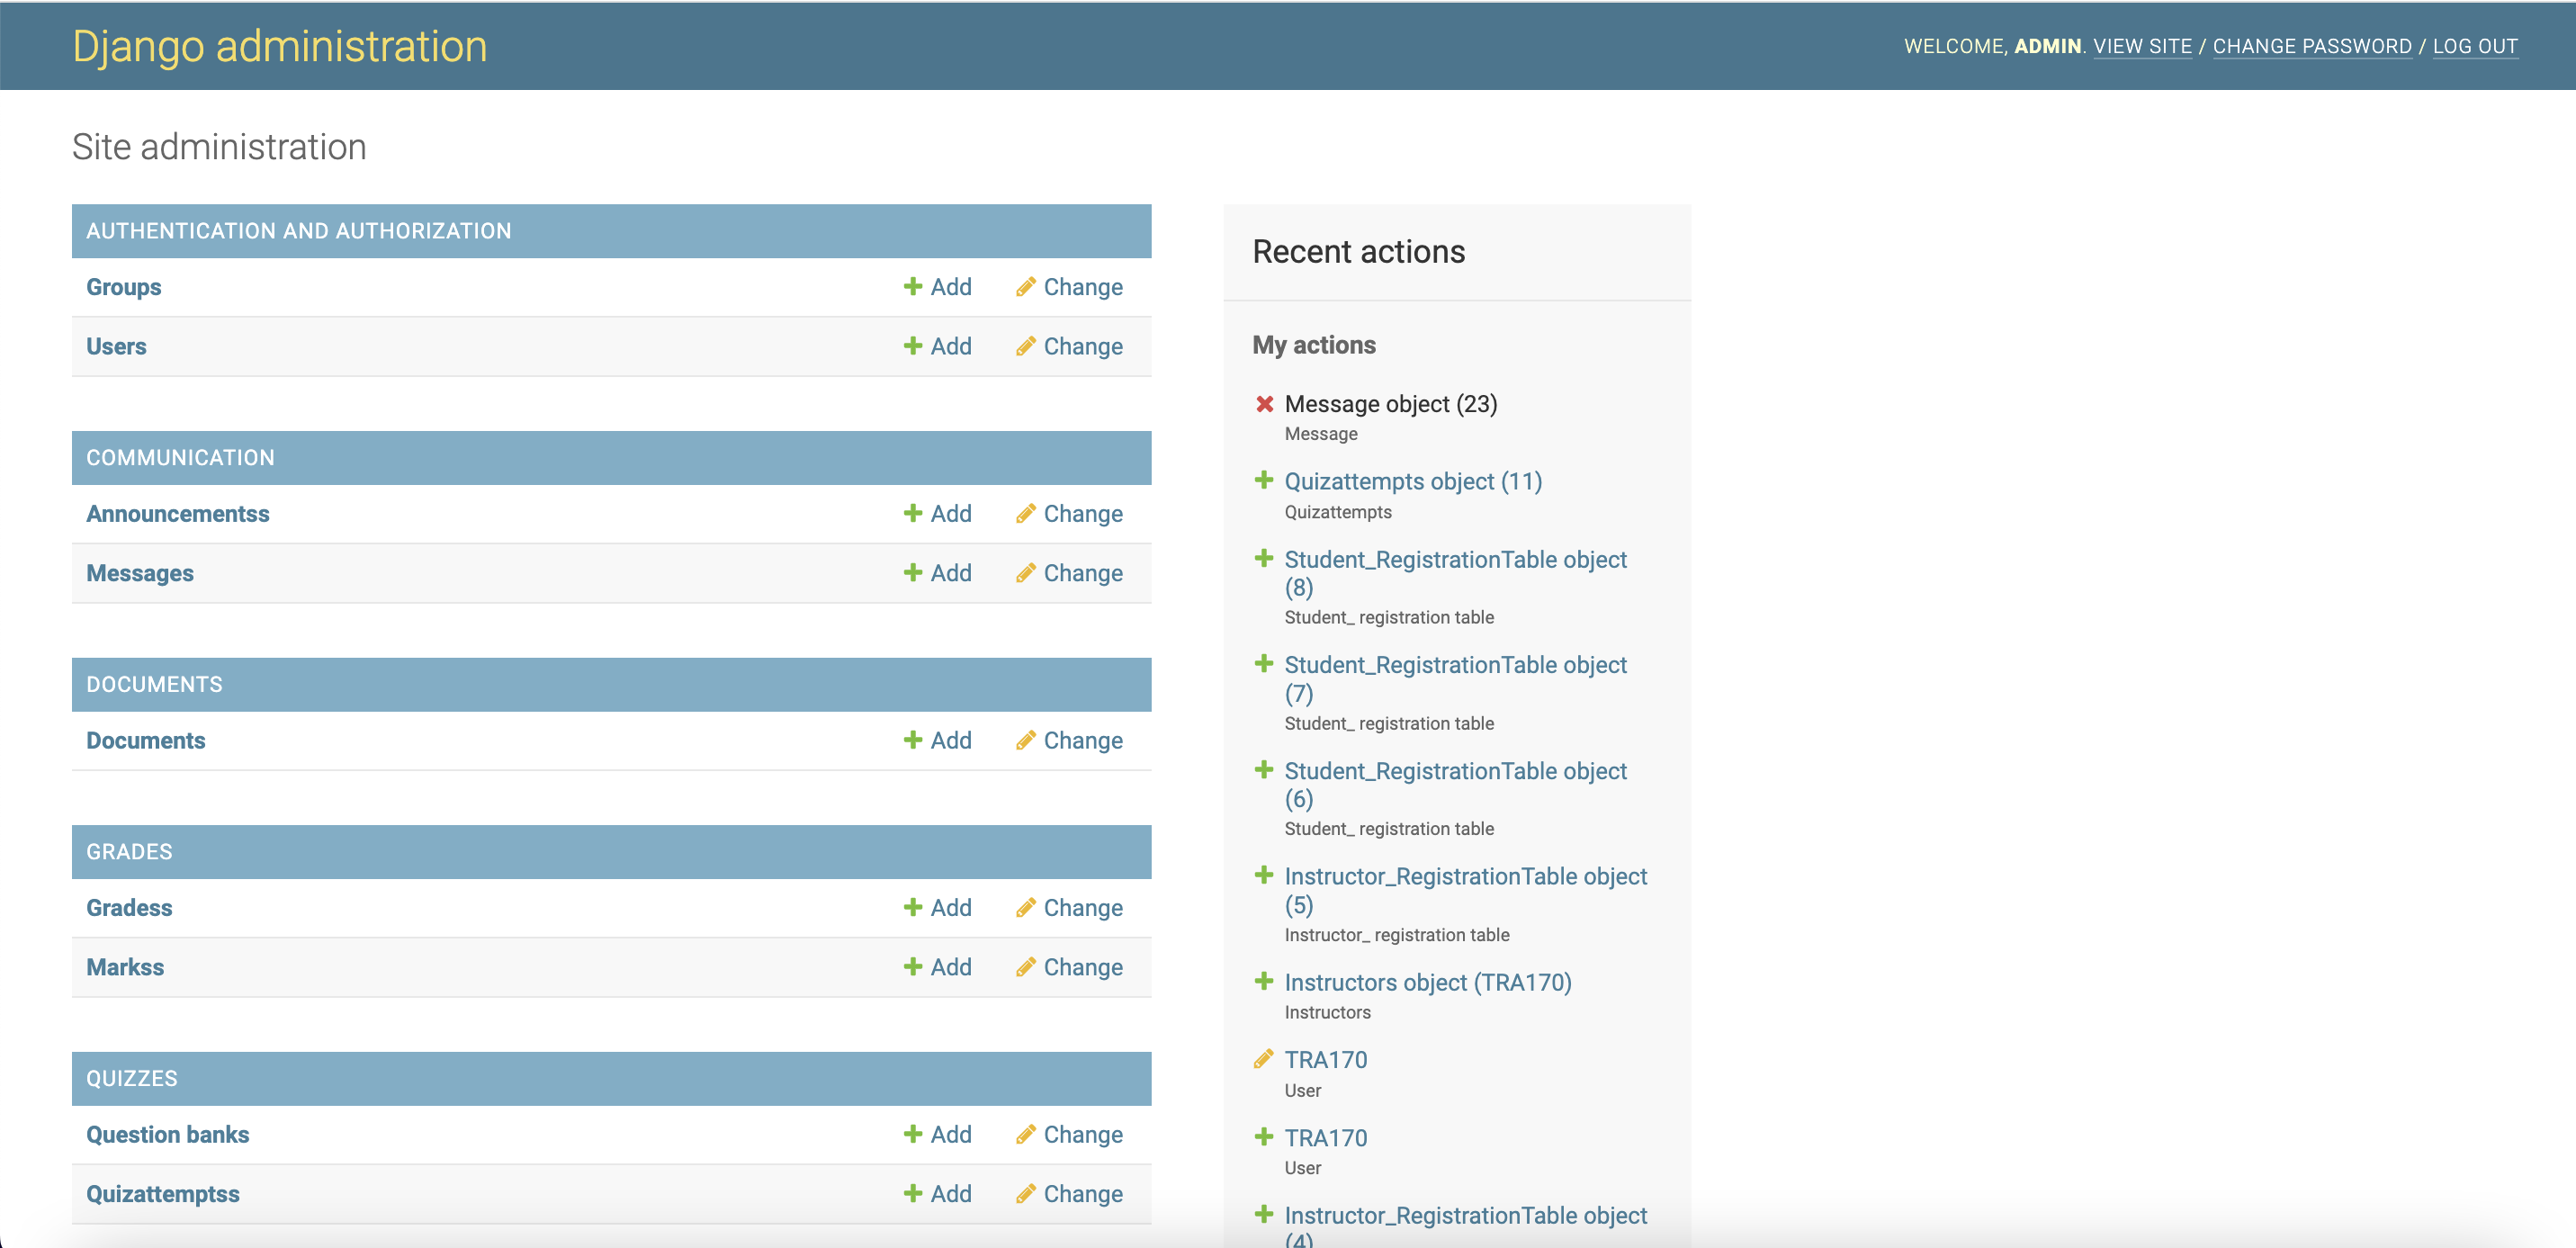 Django administration
WELCOME, ADMIN. VIEW SITE / CHANGE PASSWORD / LOG OUT
Site administration
AUTHENTICATION AND AUTHORIZATION
Groups Add Change
Users Add Change
COMMUNICATION
Announcementss Add Change
Messages Add Change
DOCUMENTS
Documents Add Change
GRADES
Gradess Add Change
Markss Add Change
QUIZZES
Question banks Add Change
Quizattemptss Add Change
Recent actions
My actions
Message object (23)
Message
Quizattempts object (11)
Quizattempts
Student_RegistrationTable object
(8)
Student_ registration table
Student_RegistrationTable object
(7)
Student_ registration table
Student_RegistrationTable object
(6)
Student_ registration table
Instructor_RegistrationTable object
(5)
Instructor_ registration table
Instructors object (TRA170)
Instructors
TRA170
User
TRA170
User
Instructor_RegistrationTable object
(4)